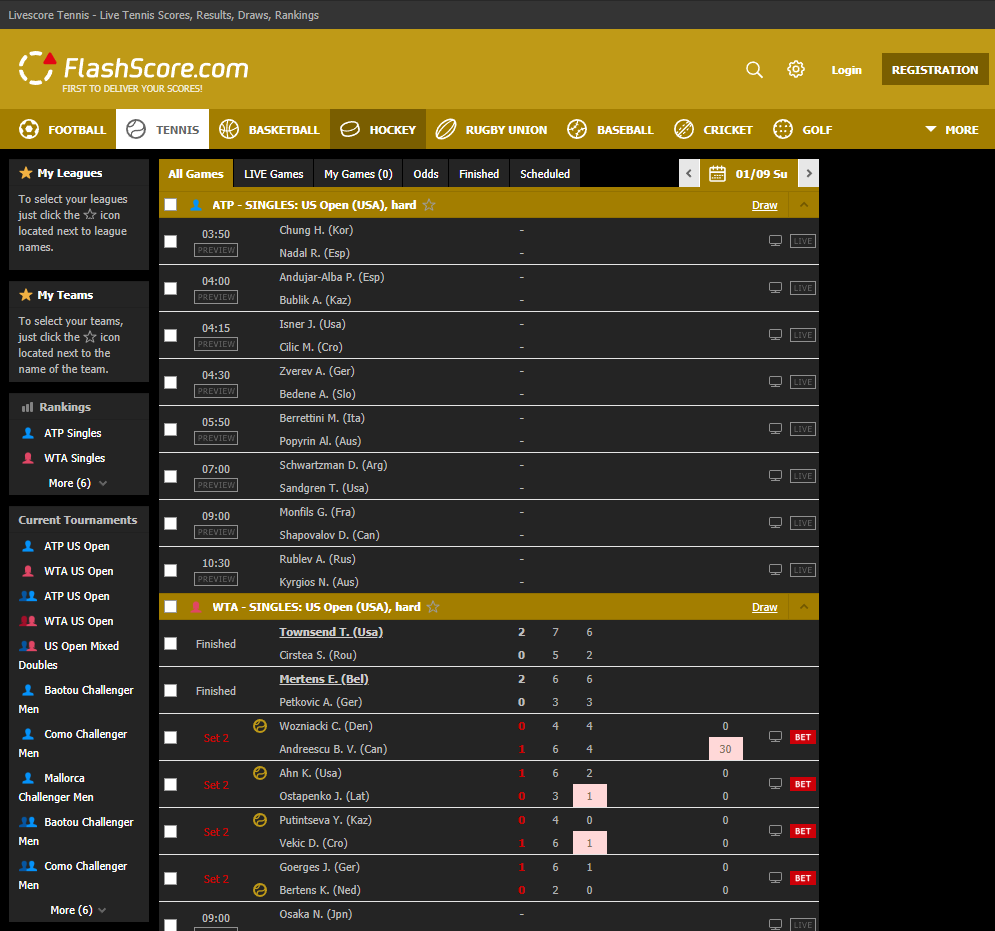 Livescore Tennis - Live Tennis Scores, Results, Draws, Rankings
FlashScore.com
FIRST TO DELIVER YOUR SCORES!
Login
REGISTRATION
FOOTBALL TENNIS BASKETBALL HOCKEY RUGBY UNION BASEBALL CRICKET GOLF MORE
My Leagues
To select your leagues
just click the icon
located next to league
names.
My Teams
To select your teams,
just click the icon
located next to the
name of the team.
Rankings
ATP Singles
WTA Singles
More (6)
Current Tournaments
ATP US Open
WTA US Open
ATP US Open
WTA US Open
US Open Mixed
Doubles
Baotou Challenger
Men
Como Challenger
Men
Mallorca
Challenger Men
Baotou Challenger
Men
Como Challenger
Men
More (6)
All Games LIVE Games My Games (0) Odds Finished Scheduled 01/09 Su
ATP - SINGLES: US Open (USA), hard Draw
03:50 Chung H. (Kor) -
PREVIEW Nadal R. (Esp) - LIVE
04:00 Andujar-Alba P. (Esp) -
PREVIEW Bublik A. (Kaz) - LIVE
04:15 Isner J. (Usa) -
PREVIEW Cilic M. (Cro) - LIVE
04:30 Zverev A. (Ger) -
PREVIEW Bedene A. (Slo) - LIVE
05:50 Berrettini M. (Ita) -
PREVIEW Popyrin Al. (Aus) - LIVE
07:00 Schwartzman D. (Arg) -
PREVIEW Sandgren T. (Usa) - LIVE
09:00 Monfils G. (Fra) -
PREVIEW Shapovalov D. (Can) - LIVE
10:30 Rublev A. (Rus) -
PREVIEW Kyrgios N. (Aus) - LIVE
WTA - SINGLES: US Open (USA), hard Draw
Finished Townsend T. (Usa) 2 7 6
Cirstea S. (Rou) 0 5 2
Finished Mertens E. (Bel) 2 6 6
Petkovic A. (Ger) 0 3 3
Set 2 Wozniacki C. (Den) 0 4 4 0
Andreescu B. V. (Can) 1 6 4 30 BET
Set 2 Ahn K. (Usa) 1 6 2 0
Ostapenko J. (Lat) 0 3 1 0 BET
Set 2 Putintseva Y. (Kaz) 0 4 0 0
Vekic D. (Cro) 1 6 1 0 BET
Set 2 Goerges J. (Ger) 1 6 1 0
Bertens K. (Ned) 0 2 0 0 BET
09:00 Osaka N. (Jpn) -
LIVE